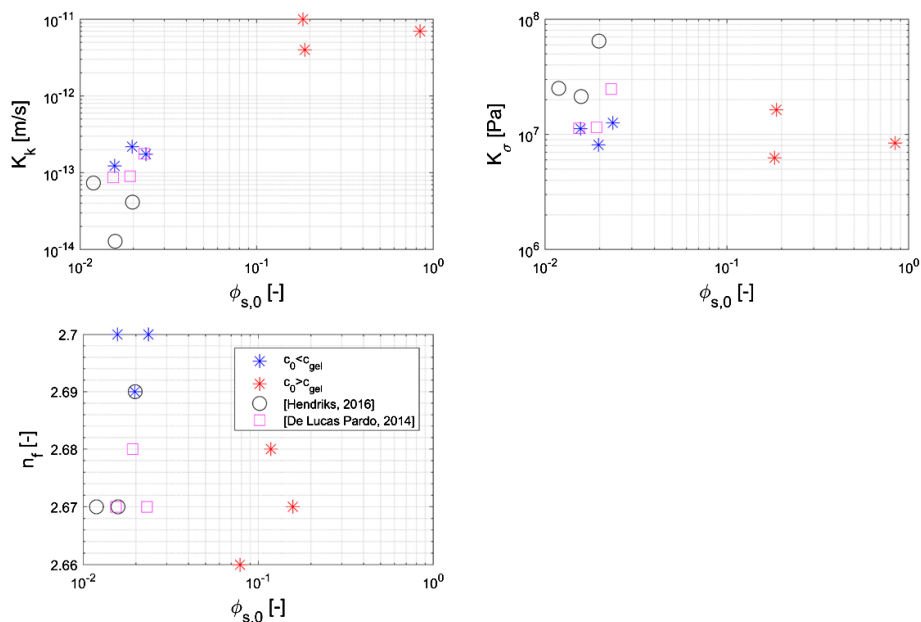 10⁻¹¹
10⁻¹²
10⁻¹³
10⁻¹⁴
K_k [m/s]
10⁻² 10⁻¹ 10⁰
ϕ_s,0 [-]
10⁸
10⁷
10⁶
K_σ [Pa]
10⁻² 10⁻¹ 10⁰
ϕ_s,0 [-]
2.7
2.69
2.68
2.67
2.66
n_f [-]
c₀<c_gel
c₀>c_gel
[Hendriks, 2016]
[De Lucas Pardo, 2014]
10⁻² 10⁻¹ 10⁰
ϕ_s,0 [-]